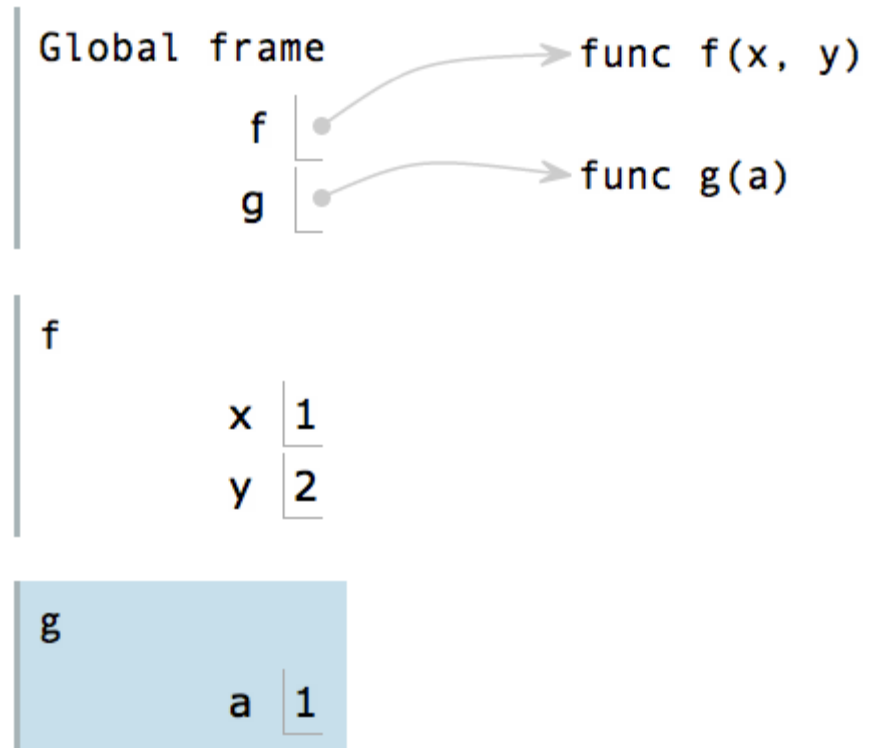 Global frame
f
g
func f(x, y)
func g(a)
f
x 1
y 2
g
a 1